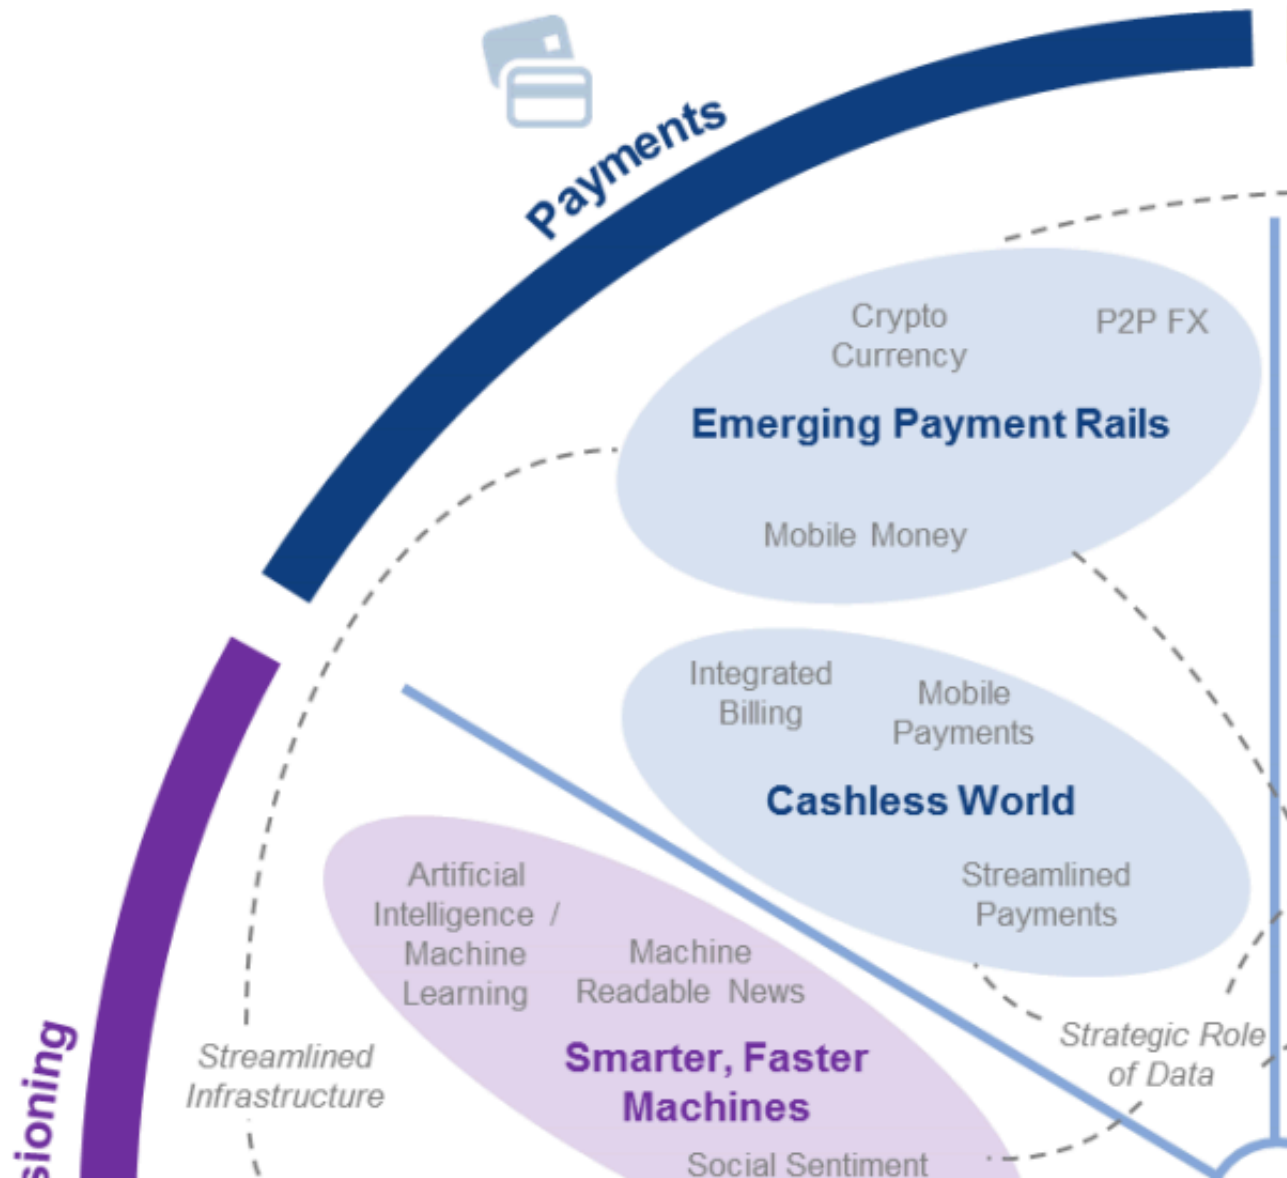 Payments
Crypto
Currency
P2P FX
Emerging Payment Rails
Mobile Money
Integrated
Billing
Mobile
Payments
Cashless World
Streamlined
Payments
Artificial
Intelligence /
Machine
Learning
Machine
Readable News
Smarter, Faster
Machines
Social Sentiment
Streamlined
Infrastructure
Strategic Role
of Data
sioning